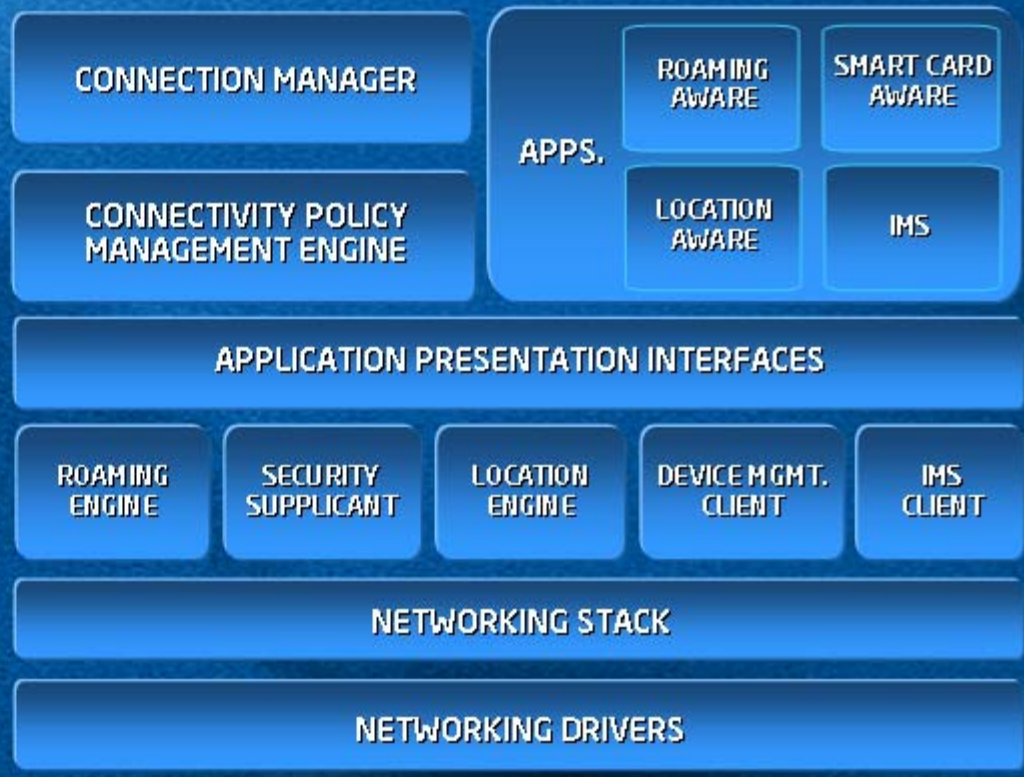 CONNECTION MANAGER
CONNECTIVITY POLICY
MANAGEMENT ENGINE
APPS.
ROAMING
AWARE
SMART CARD
AWARE
LOCATION
AWARE
IMS
APPLICATION PRESENTATION INTERFACES
ROAMING
ENGINE
SECURITY
SUPPLICANT
LOCATION
ENGINE
DEVICE MGMT.
CLIENT
IMS
CLIENT
NETWORKING STACK
NETWORKING DRIVERS